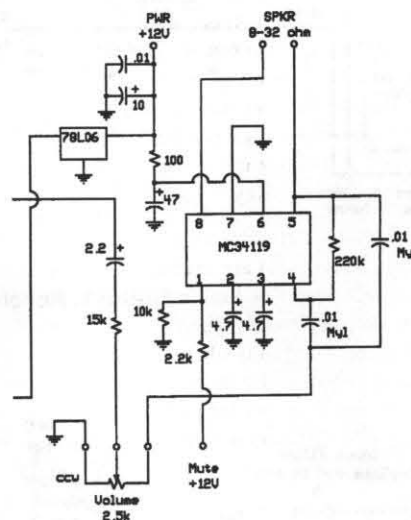 PWR
+12V
SPKR
8-32 ohm
.01
+
10
78L06
100
+
47
8 7 6 5
MC34119
1 2 3 4
220k
.01
My
2.2
+
10k
+
4.7
+
4.7
.01
Myl
15k
2.2k
ccw
Volume
2.5k
Mute
+12V